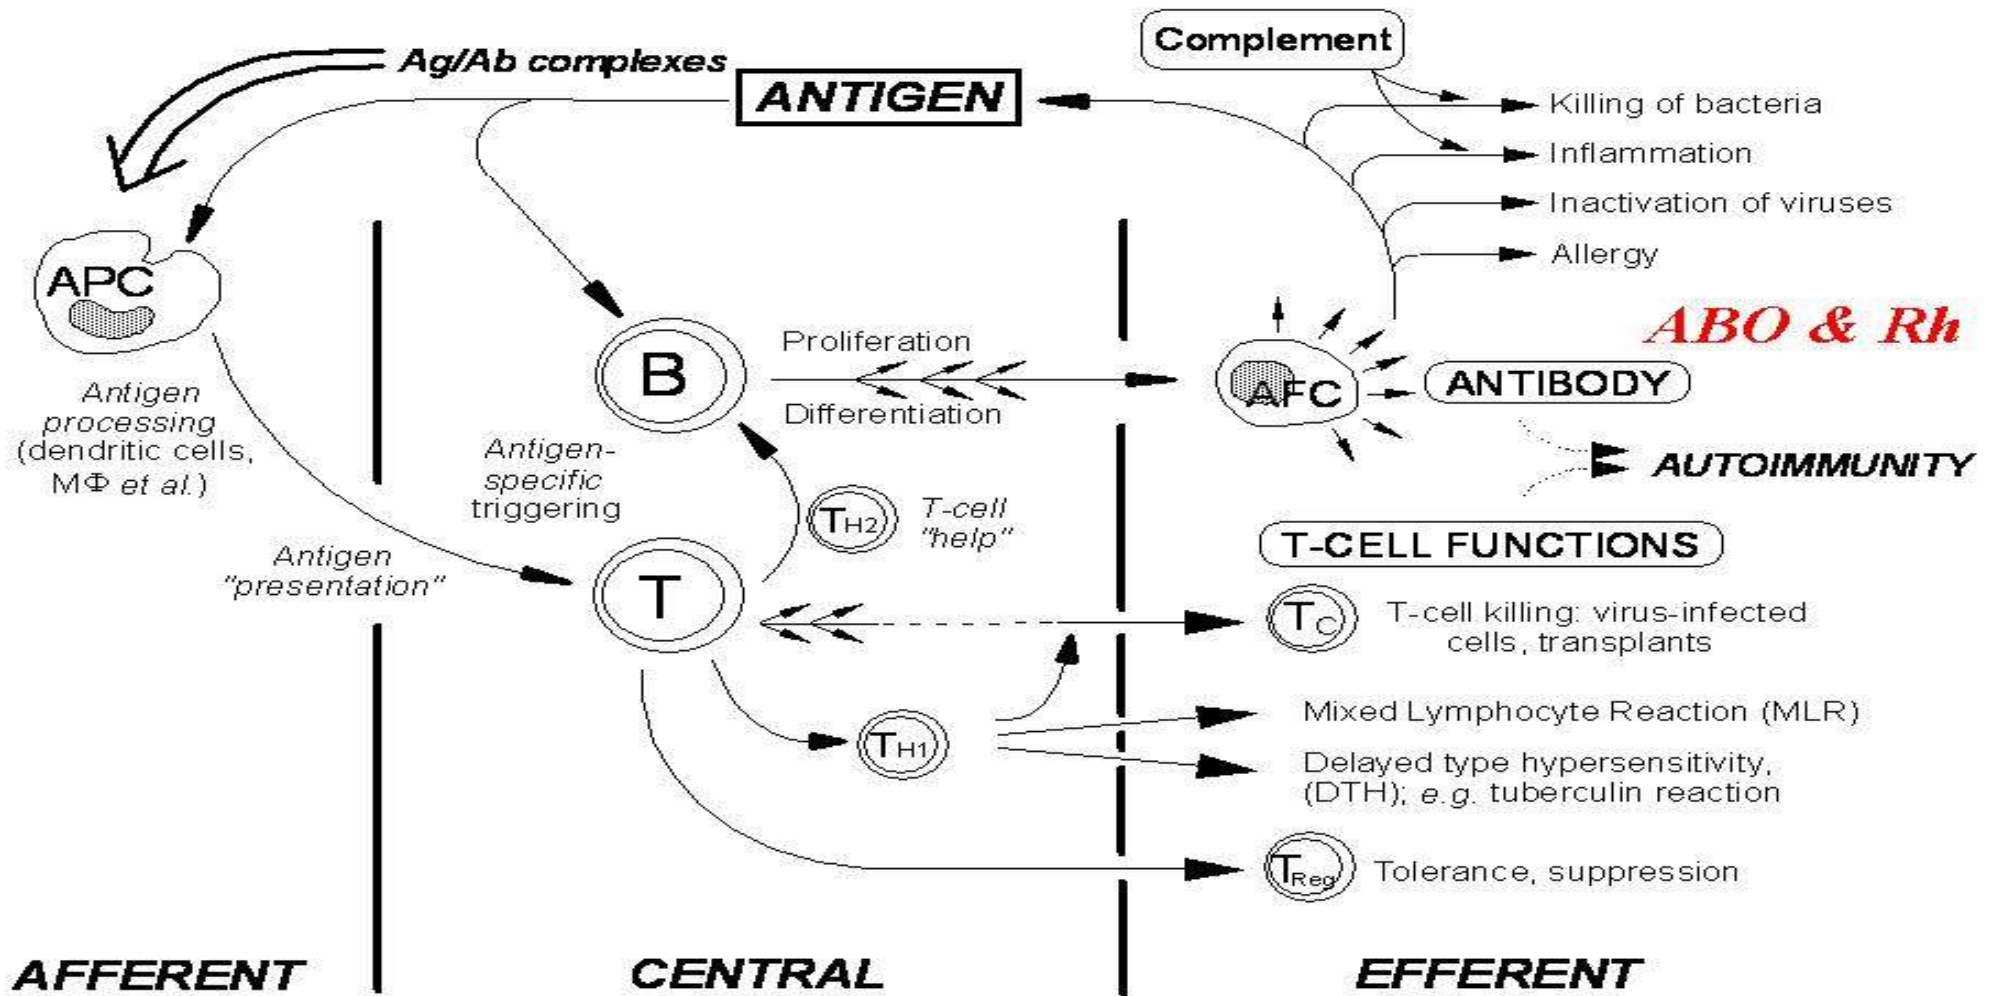 Complement
Ag/Ab complexes
ANTIGEN
Killing of bacteria
Inflammation
Inactivation of viruses
Allergy
APC
ABO & Rh
Antigen
processing
(dendritic cells,
MΦ et al.)
B
Proliferation
Differentiation
AFC
ANTIBODY
AUTOIMMUNITY
Antigen-
specific
triggering
TH2
T-cell
"help"
Antigen
"presentation"
T
T-CELL FUNCTIONS
TC
T-cell killing: virus-infected
cells, transplants
TH1
Mixed Lymphocyte Reaction (MLR)
Delayed type hypersensitivity,
(DTH); e.g. tuberculin reaction
TReg
Tolerance, suppression
AFFERENT
CENTRAL
EFFERENT